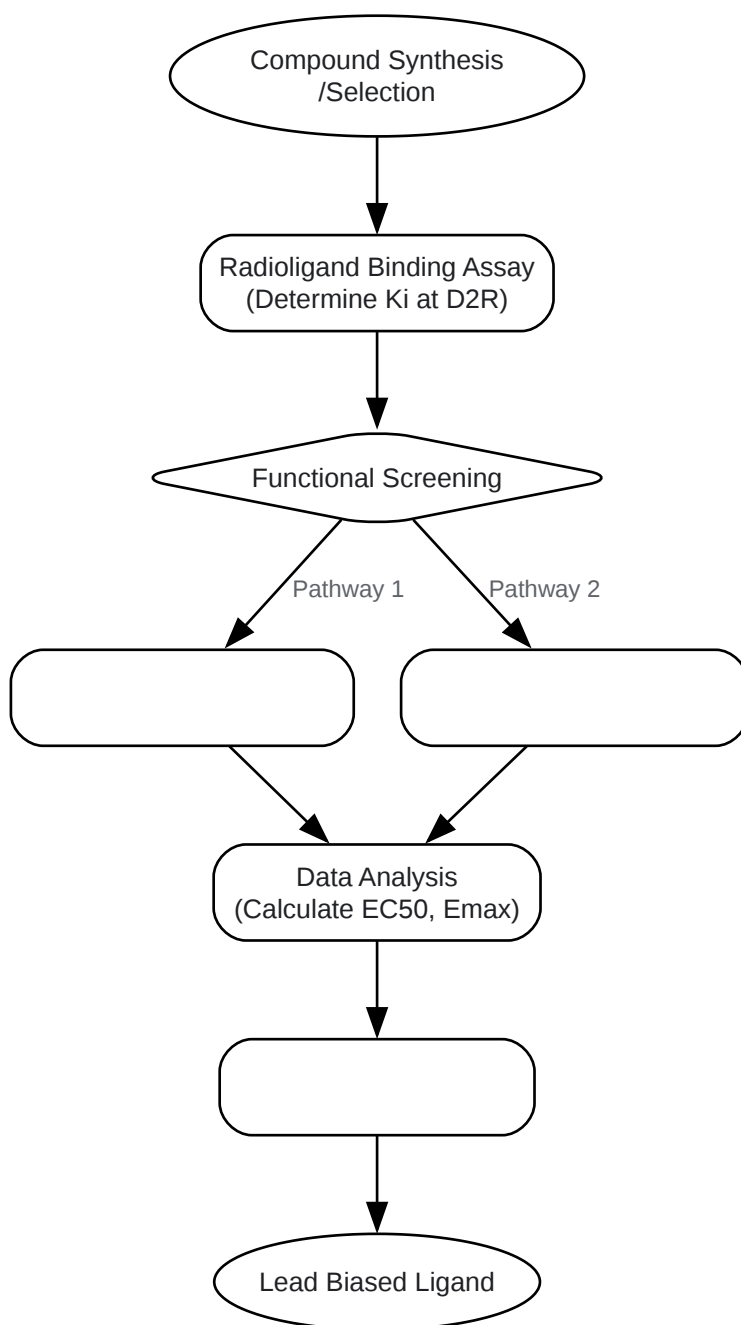 Compound Synthesis
/Selection
Radioligand Binding Assay
(Determine Ki at D2R)
Functional Screening
Pathway 1
Pathway 2
Data Analysis
(Calculate EC50, Emax)
Lead Biased Ligand